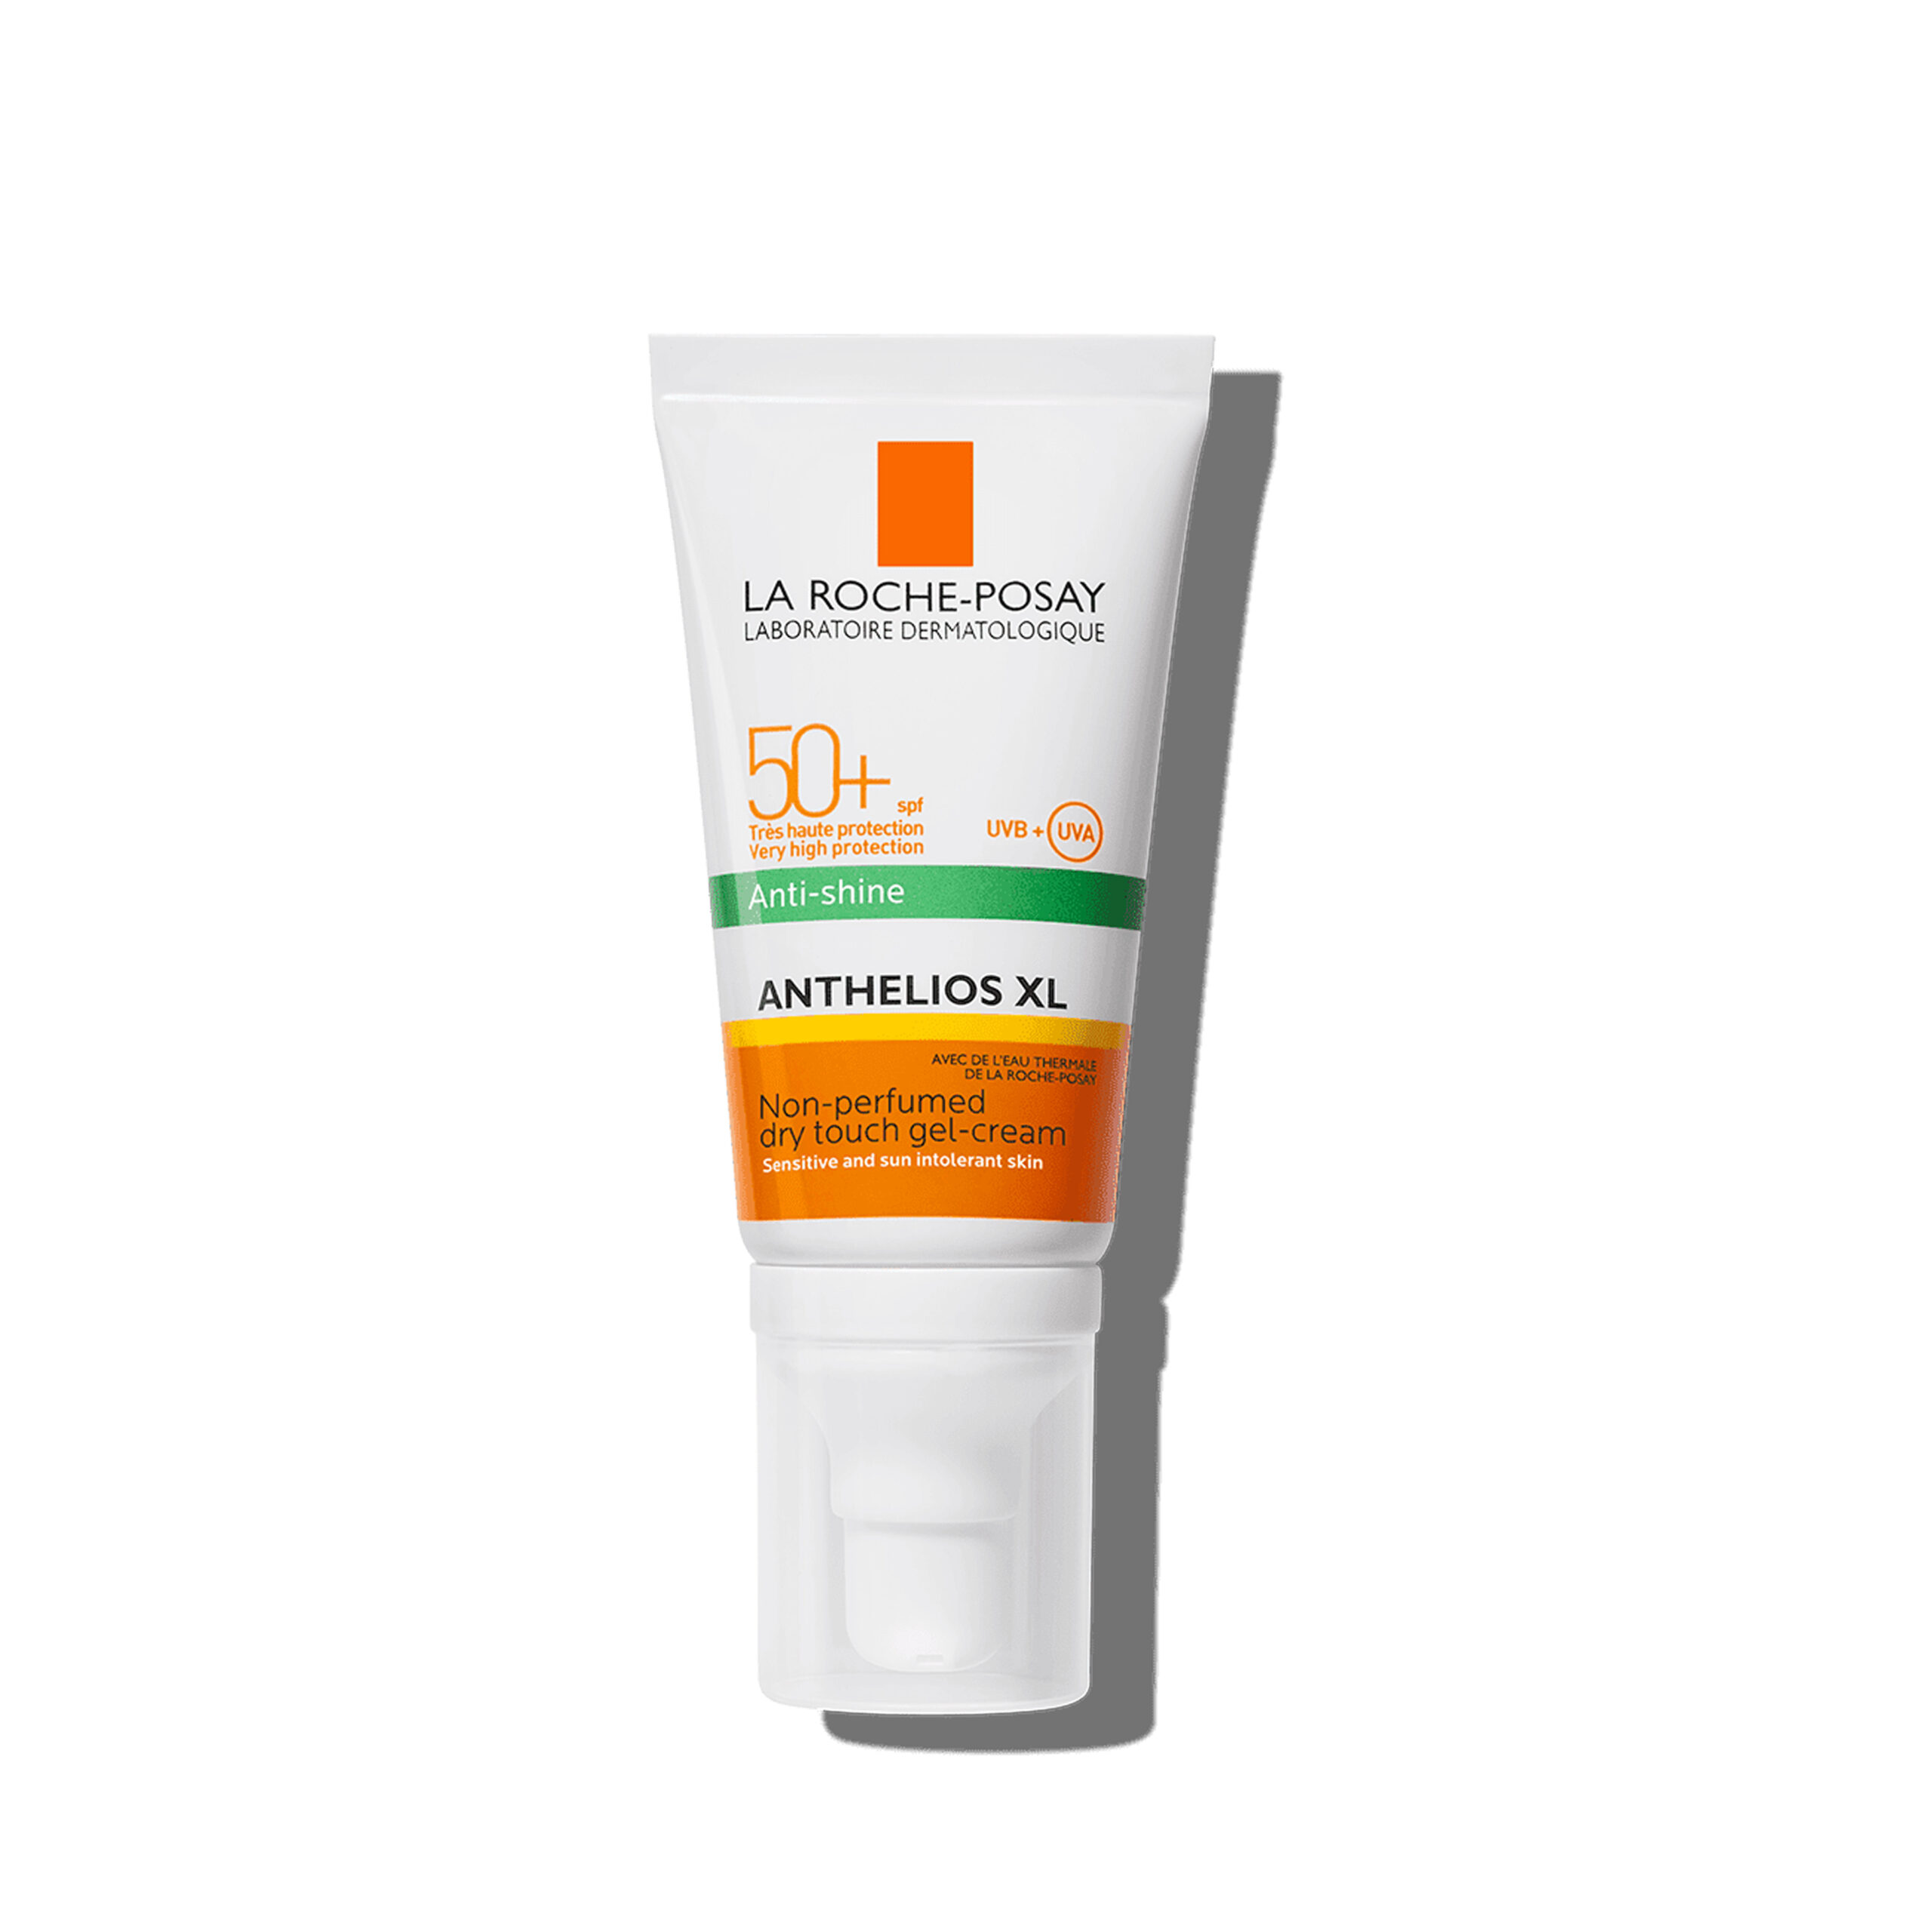 LA ROCHE-POSAY
LABORATOIRE DERMATOLOGIQUE
50+ spf
Très haute protection
Very high protection
UVB + UVA
Anti-shine
ANTHELIOS XL
AVEC DE L'EAU THERMALE
DE LA ROCHE-POSAY
Non-perfumed
dry touch gel-cream
Sensitive and sun intolerant skin